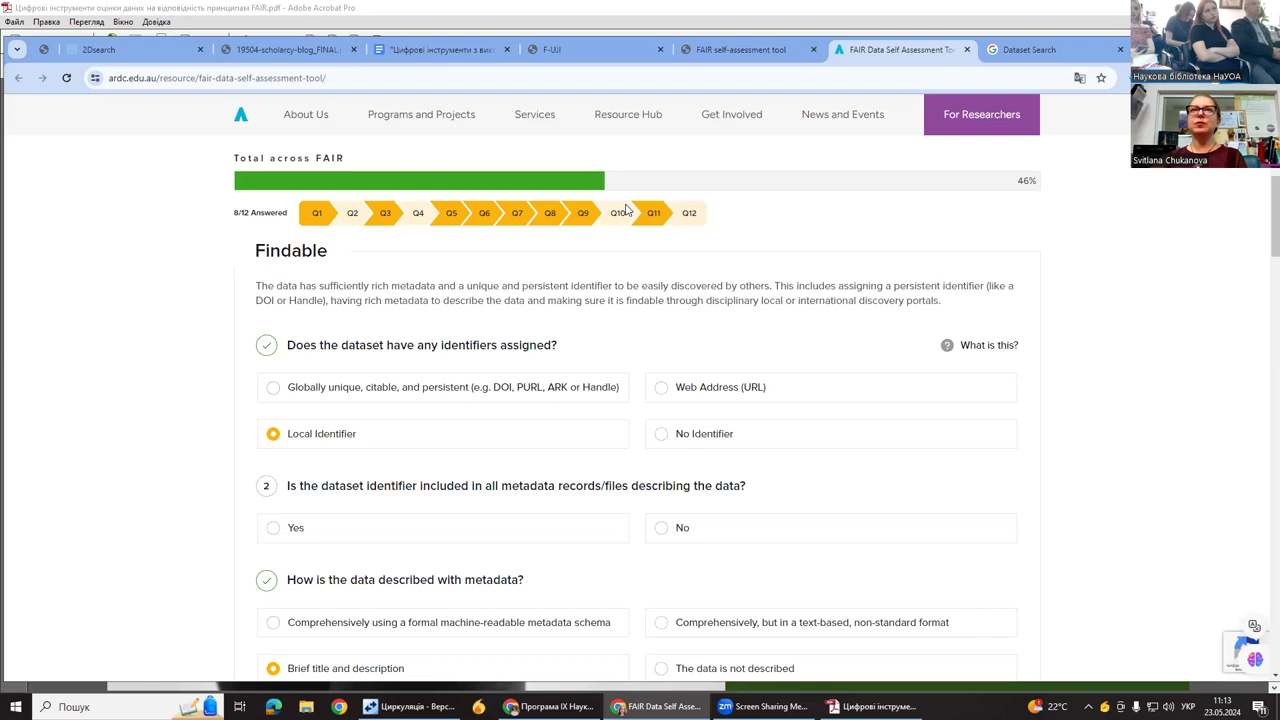 Цифрові інструменти оцінки даних на відповідність принципам FAIR.pdf - Adobe Acrobat Pro
Файл Правка Перегляд Вікно Довідка
2Dsearch
19504-scholarcy-blog_FINAL.
"Цифрові інструменти з вик
F-UJI
FAIR self-assessment tool
FAIR Data Self Assessment To
Dataset Search
ardc.edu.au/resource/fair-data-self-assessment-tool/
Наукова бібліотека НаУОА
Svitlana Chukanova
About Us Programs and Projects Services Resource Hub Get Involved News and Events For Researchers
Total across FAIR
46%
8/12 Answered Q1 Q2 Q3 Q4 Q5 Q6 Q7 Q8 Q9 Q10 Q11 Q12
Findable
The data has sufficiently rich metadata and a unique and persistent identifier to be easily discovered by others. This includes assigning a persistent identifier (like a
DOI or Handle), having rich metadata to describe the data and making sure it is findable through disciplinary local or international discovery portals.
Does the dataset have any identifiers assigned?
? What is this?
Globally unique, citable, and persistent (e.g. DOI, PURL, ARK or Handle)
Web Address (URL)
Local Identifier
No Identifier
2 Is the dataset identifier included in all metadata records/files describing the data?
Yes
No
How is the data described with metadata?
Comprehensively using a formal machine-readable metadata schema
Comprehensively, but in a text-based, non-standard format
Brief title and description
The data is not described
Пошук
Циркуляція - Верс...
Програма IX Наук...
FAIR Data Self Asse...
Screen Sharing Me...
Цифрові інструме...
22°C
УКР
11:13
23.05.2024